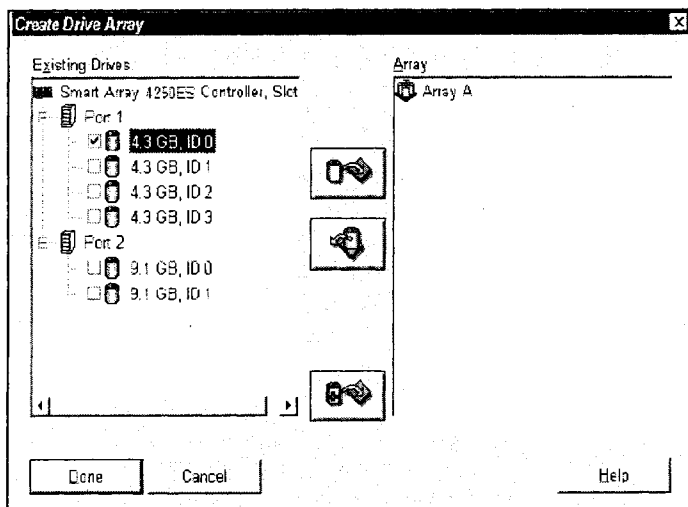 Create Drive Array
Existing Drives
Array
Smart Array 4250ES Controller, Slot
Array A
Port 1
4.3 GB, ID 0
4.3 GB, ID 1
4.3 GB, ID 2
4.3 GB, ID 3
Port 2
9.1 GB, ID 0
9.1 GB, ID 1
Done
Cancel
Help